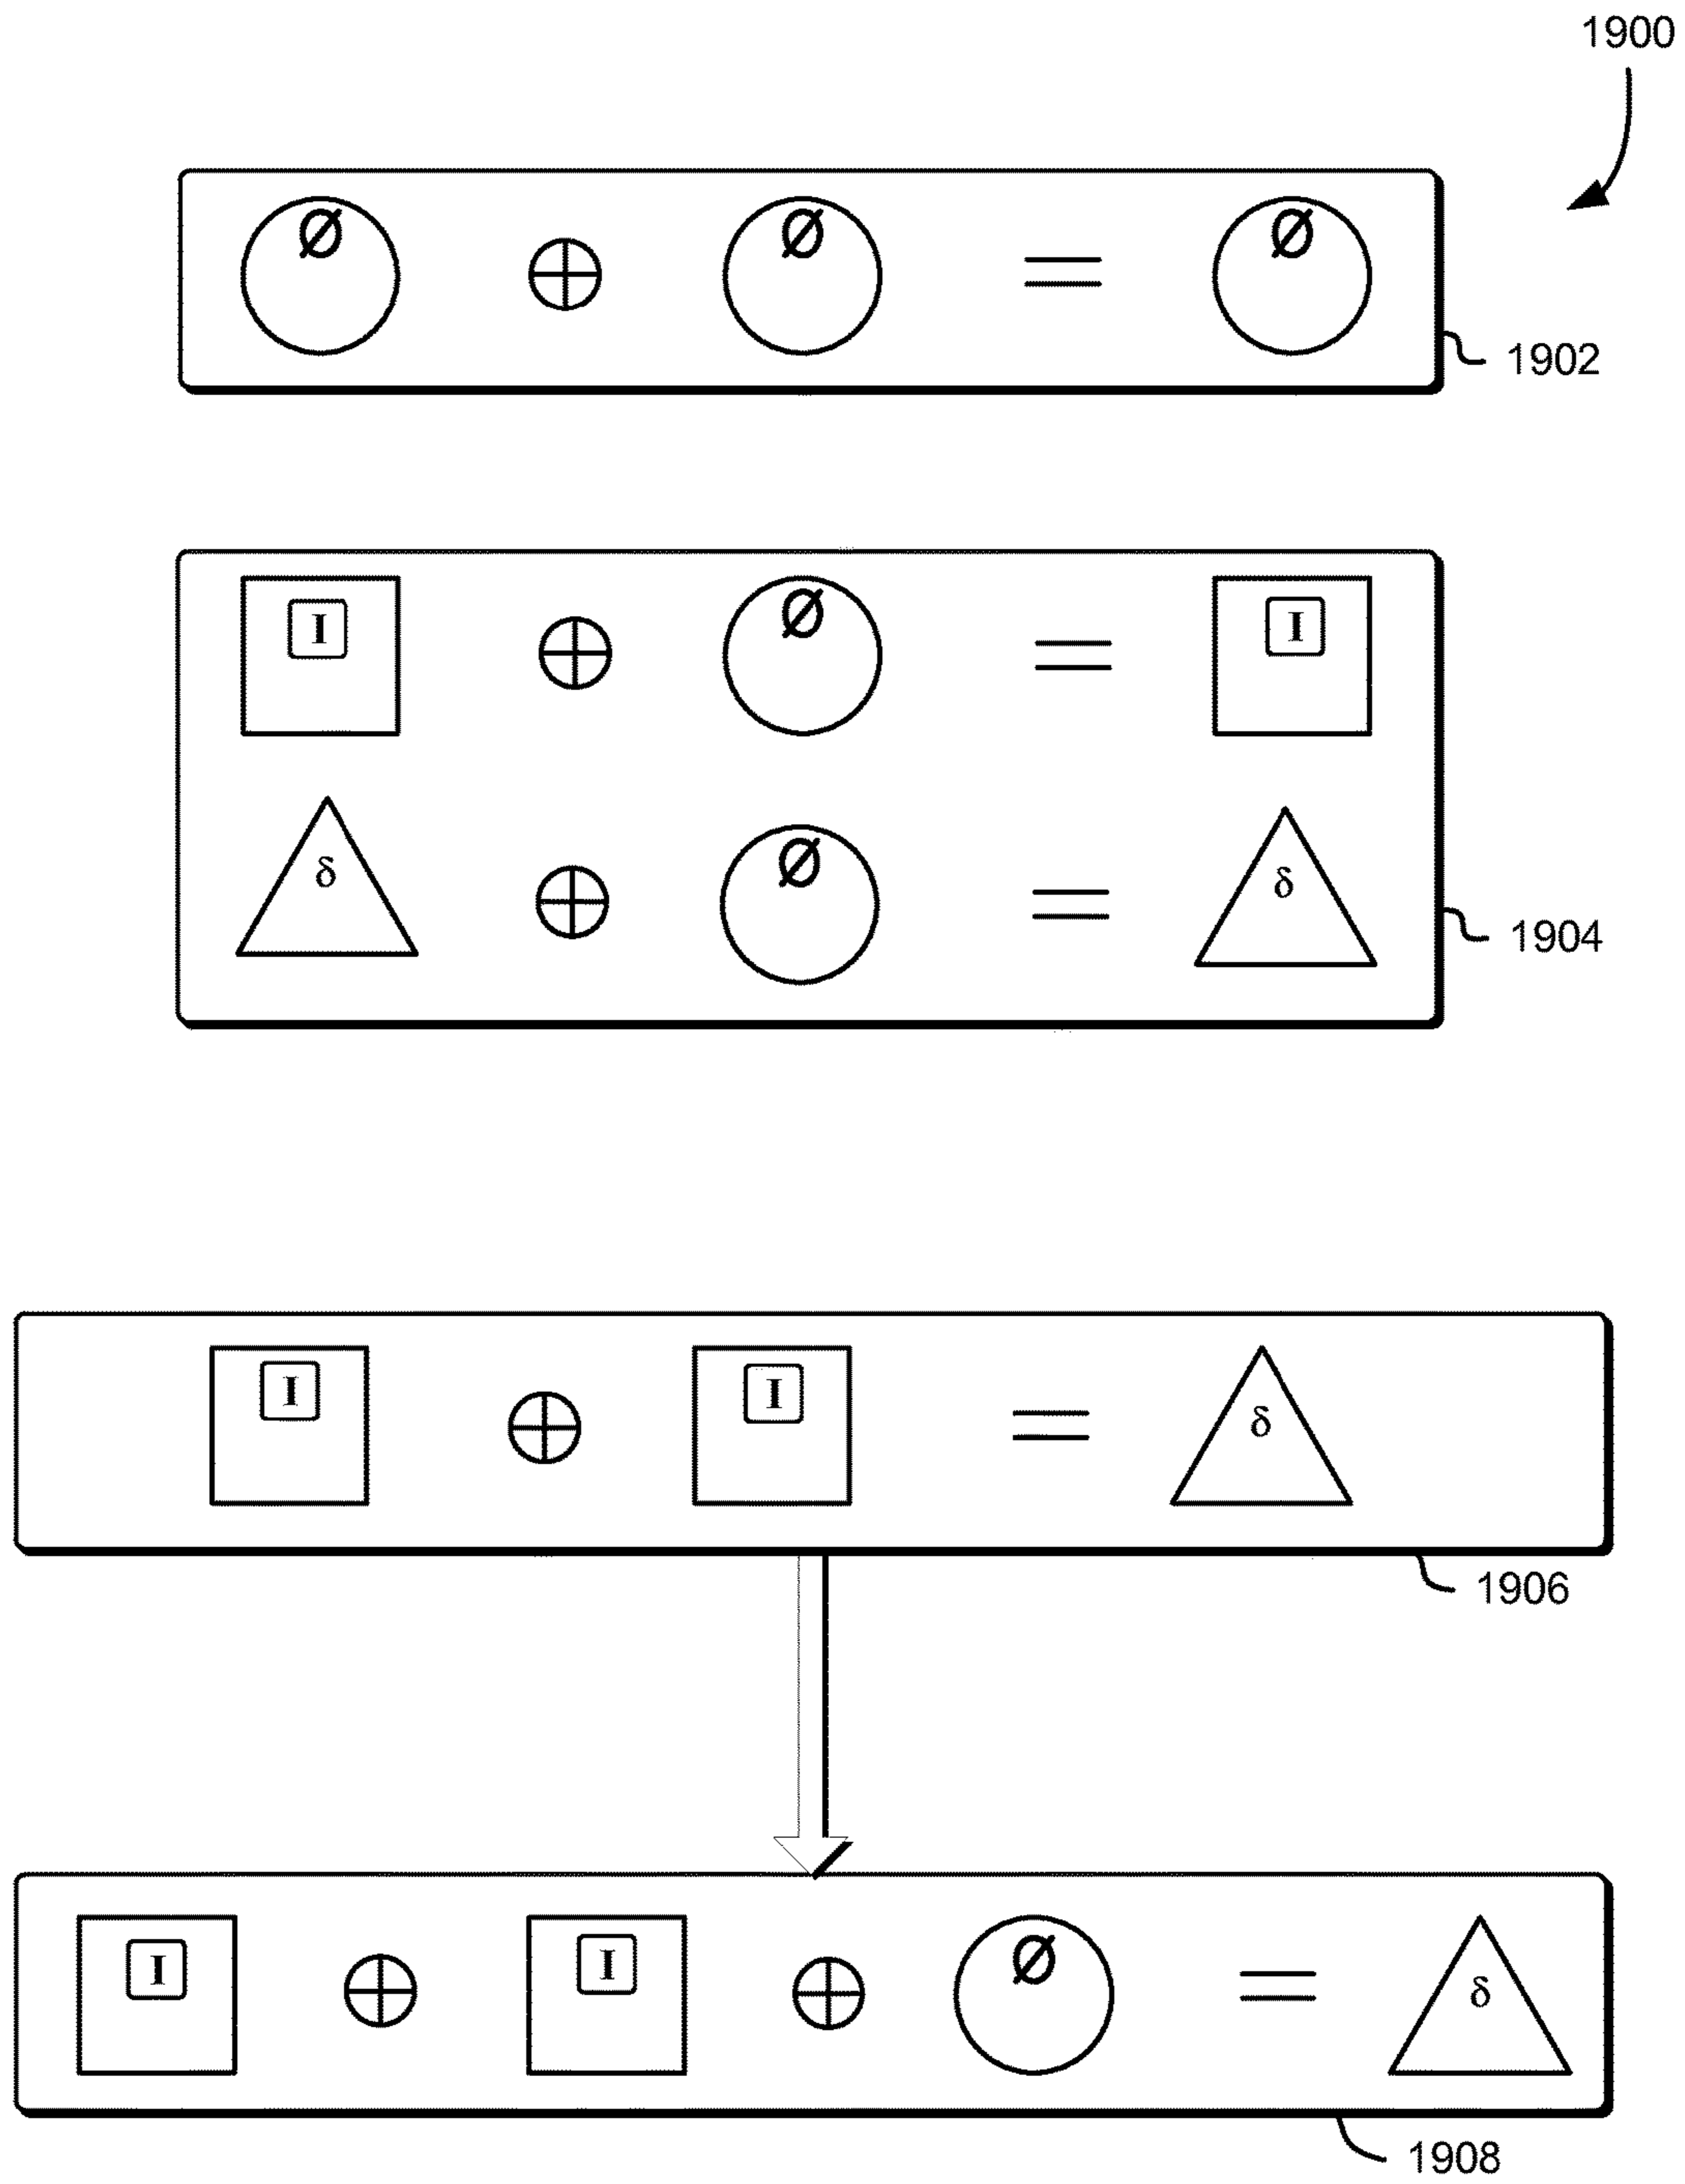 1900
Ø ⊕ Ø = Ø
1902
I ⊕ Ø = I
δ ⊕ Ø = δ
1904
I ⊕ I = δ
1906
I ⊕ I ⊕ Ø = δ
1908